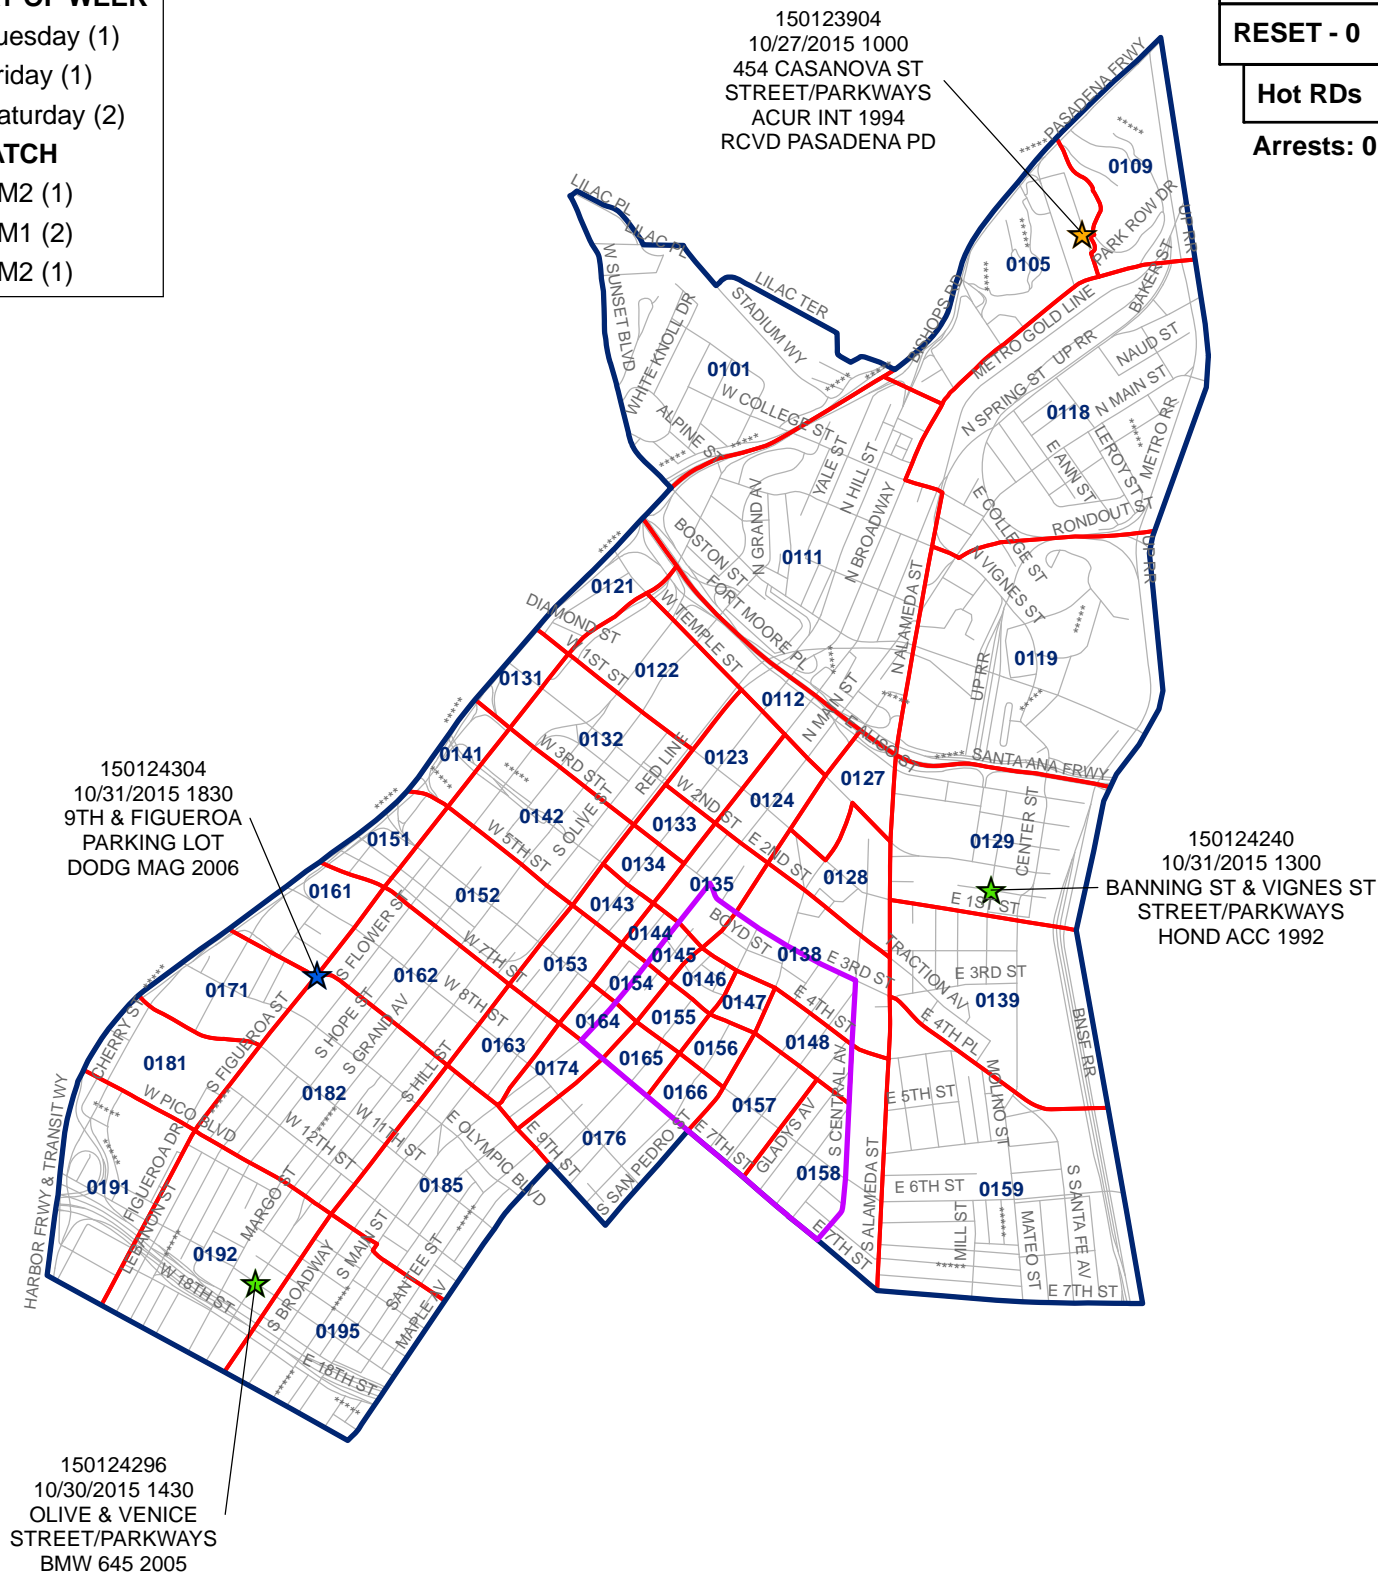 150123904
10/27/2015 1000
454 CASANOVA ST
STREET/PARKWAYS
ACUR INT 1994
RCVD PASADENA PD
RESET - 0
Hot RDs
Arrests: 0
uesday (1)
riday (1)
aturday (2)
ATCH
M2 (1)
M1 (2)
M2 (1)
PASADENA FRWY
*****
*****
0109
PARK ROW DR
UP RR
*****
0105
*****
BAKER ST
LILAC PL
LILAC PL
LILAC TER
W SUNSET BLVD
STADIUM WY
BISHOPS RD
METRO GOLD LINE
UP RR
NAUD ST
WHITE KNOLL DR
0101
*****
*****
W COLLEGE ST
N SPRING ST
0118
N MAIN ST
METRO RR
ALPINE ST
*****
*****
YALE ST
N HILL ST
E ANN ST
LEROY ST
*****
N GRAND AV
N BROADWAY
E COLLEGE ST
RONDOUT ST
UP RR
BOSTON ST
0111
*****
0121
FORT MOORE PL
N ALAMEDA ST
N VIGNES ST
*****
DIAMOND ST
W TEMPLE ST
W 1ST ST
0122
*****
0119
0131
0112
N MAIN ST
*****
UP RR
*****
*****
0132
RED LINE
0123
E ALISO ST
*****
SANTA ANA FRWY
0141
*****
*****
W 3RD ST
W 2ND ST
0127
150124304
10/31/2015 1830
9TH & FIGUEROA
PARKING LOT
DODG MAG 2006
*****
0142
S OLIVE ST
0124
CENTER ST
0151
W 5TH ST
0133
0129
150124240
10/31/2015 1300
BANNING ST & VIGNES ST
STREET/PARKWAYS
HOND ACC 1992
0134
E 2ND ST
0135
0128
E 1ST ST
0161
0152
0143
S FLOWER ST
BOYD ST
0144
0138
E 3RD ST
W 7TH ST
0145
TRACTION AV
0153
0162
0154
0146
E 3RD ST
*****
0171
W 8TH ST
0147
E 4TH ST
0139
CHERRY ST
S FIGUEROA ST
S HOPE ST
S GRAND AV
0164
0155
E 4TH PL
BNSF RR
0163
0156
0148
0181
0174
0165
S HILL ST
S CENTRAL AV
MOLINO ST
HARBOR FRWY & TRANSIT WY
W PICO BLVD
*****
0182
0166
0157
E 5TH ST
*****
*****
W 11TH ST
E OLYMPIC BLVD
E 9TH ST
0176
E 7TH ST
GLADYS AV
*****
W 12TH ST
S SAN PEDRO ST
S ALAMEDA ST
0191
FIGUEROA DR
0185
0158
E 6TH ST
0159
S SANTA FE AV
LEBANON ST
MARGO ST
*****
*****
*****
MILL ST
MATEO ST
0192
S BROADWAY
S MAIN ST
SANTEE ST
E 7TH ST
*****
W 18TH ST
*****
MAPLE AV
E 7TH ST
0195
E 18TH ST
*****
*****
150124296
10/30/2015 1430
OLIVE & VENICE
STREET/PARKWAYS
BMW 645 2005